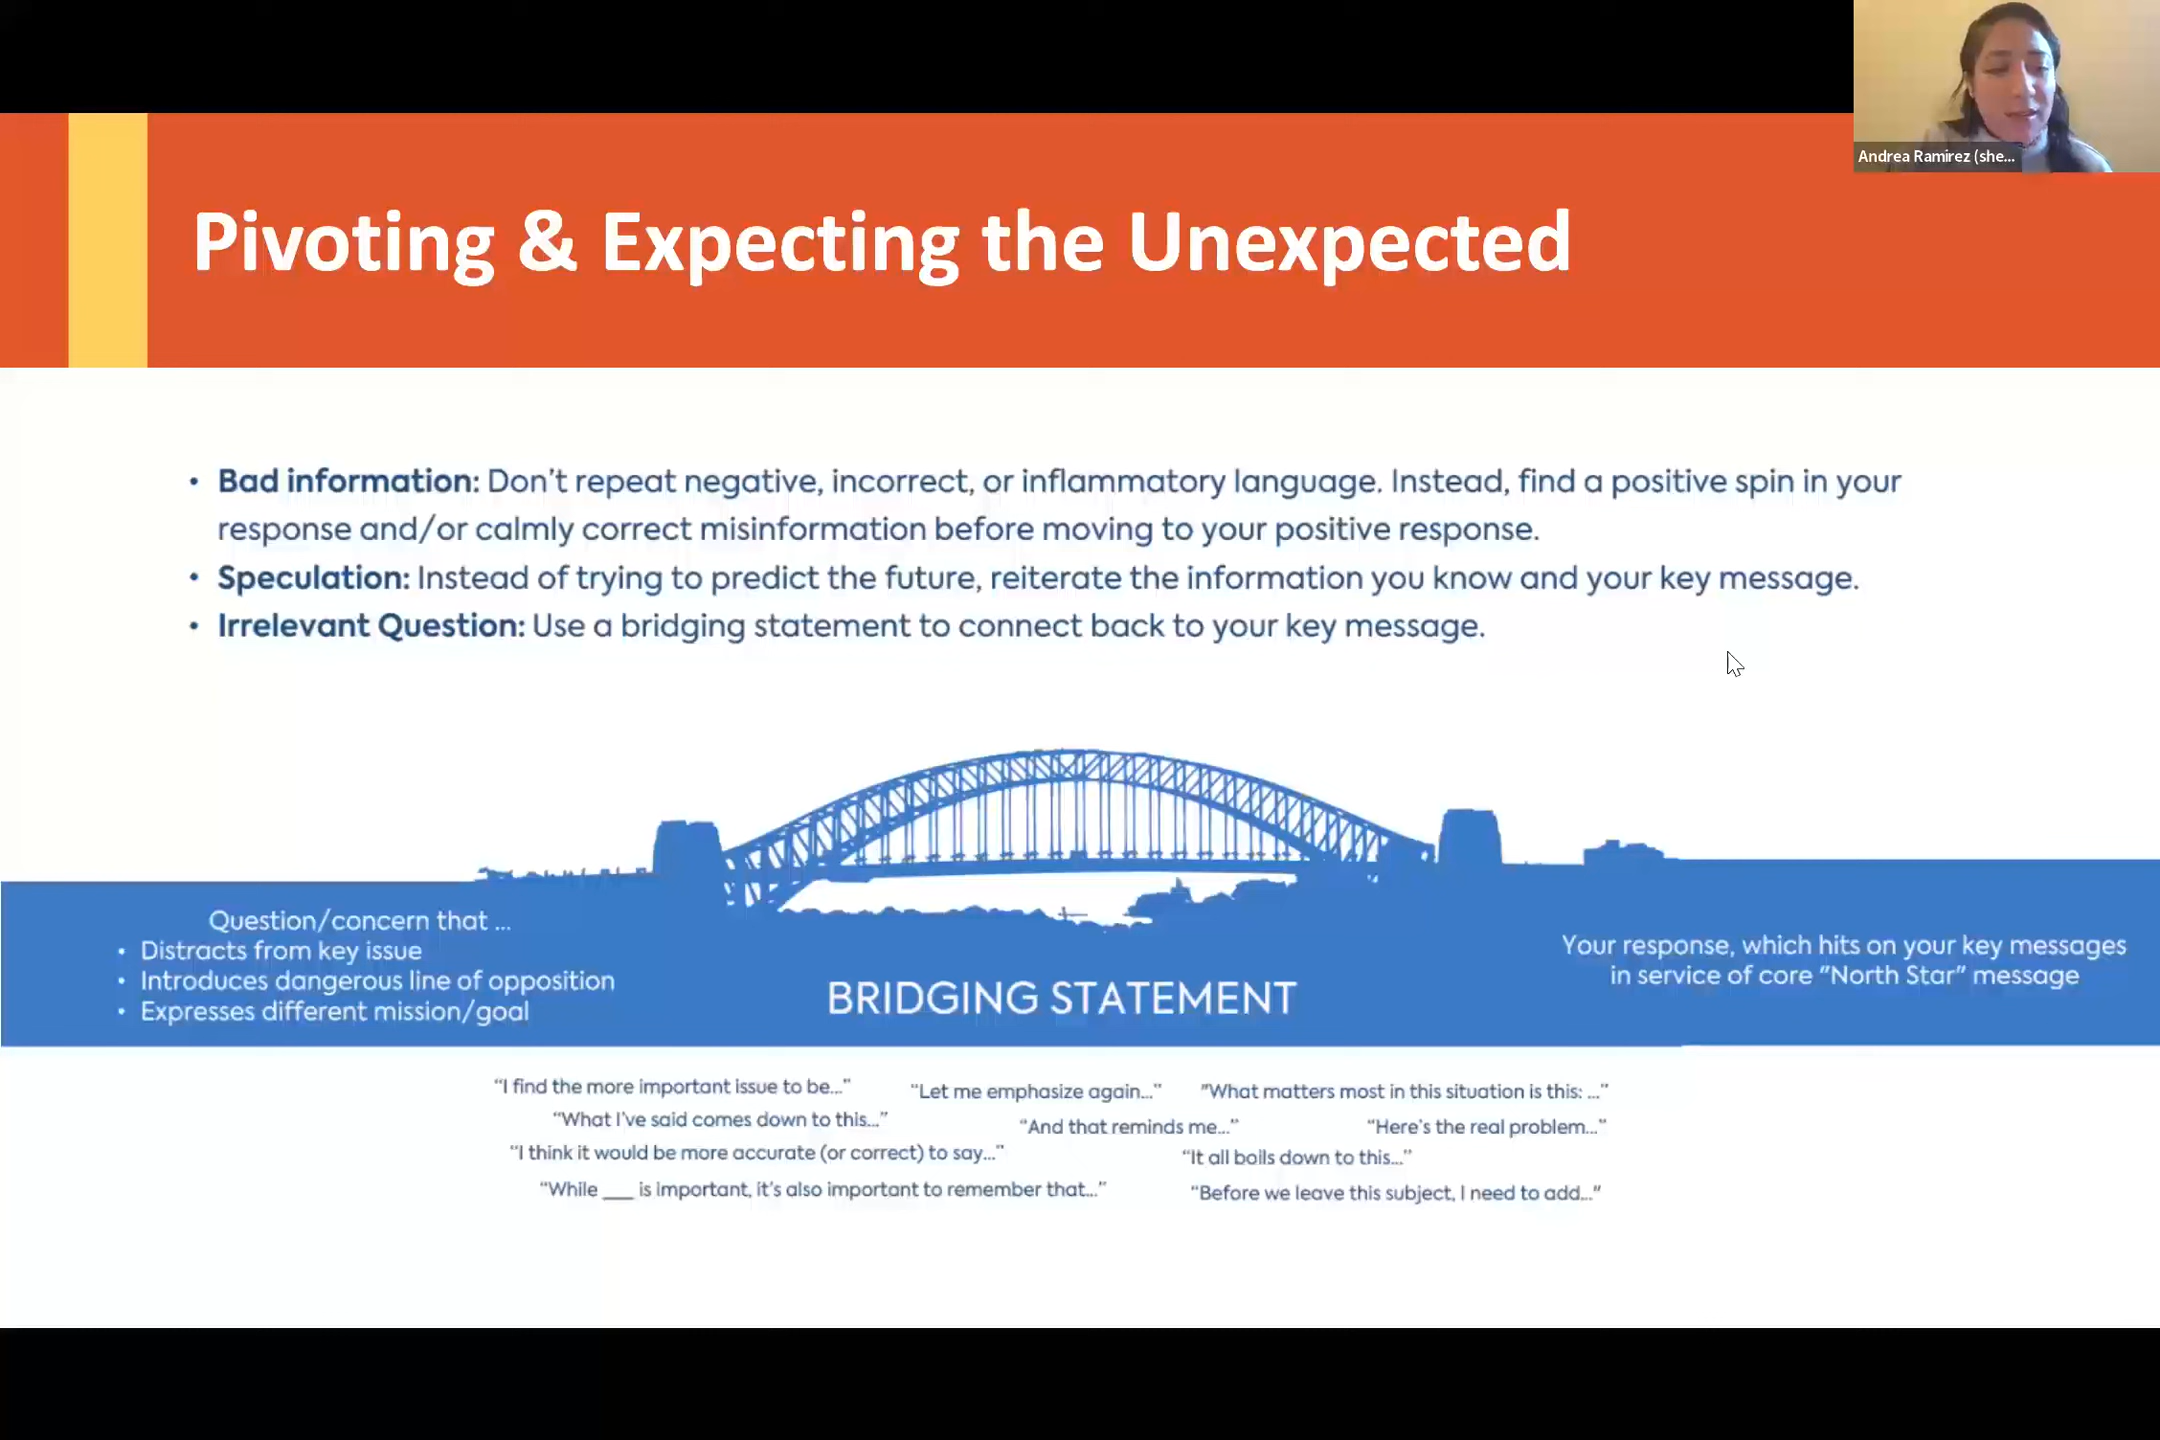 Andrea Ramirez (she...
Pivoting & Expecting the Unexpected
• Bad information: Don't repeat negative, incorrect, or inflammatory language. Instead, find a positive spin in your
response and/or calmly correct misinformation before moving to your positive response.
• Speculation: Instead of trying to predict the future, reiterate the information you know and your key message.
• Irrelevant Question: Use a bridging statement to connect back to your key message.
Question/concern that ...
• Distracts from key issue
• Introduces dangerous line of opposition
• Expresses different mission/goal
BRIDGING STATEMENT
Your response, which hits on your key messages
in service of core "North Star" message
"I find the more important issue to be..."
"Let me emphasize again..."
"What matters most in this situation is this: ..."
"What I've said comes down to this..."
"And that reminds me..."
"Here's the real problem..."
"I think it would be more accurate (or correct) to say..."
"It all boils down to this..."
"While ___ is important, it's also important to remember that..."
"Before we leave this subject, I need to add..."